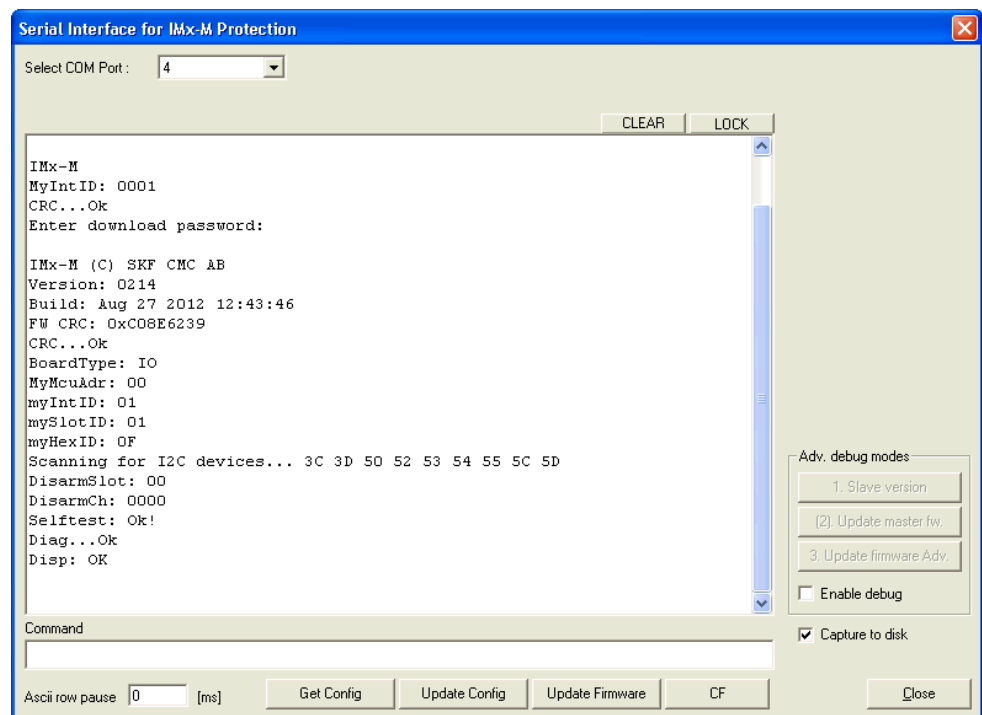 Serial Interface for IMx-M Protection
Select COM Port : 4
CLEAR LOCK
IMx-M
MyIntID: 0001
CRC...Ok
Enter download password:
IMx-M (C) SKF CMC AB
Version: 0214
Build: Aug 27 2012 12:43:46
FW CRC: 0xC08E6239
CRC...Ok
BoardType: IO
MyMcuAdr: 00
myIntID: 01
mySlotID: 01
myHexID: 0F
Scanning for I2C devices... 3C 3D 50 52 53 54 55 5C 5D
DisarmSlot: 00
DisarmCh: 0000
Selftest: Ok!
Diag...Ok
Disp: OK
Adv. debug modes
1. Slave version
(2). Update master fw.
3. Update firmware Adv.
Enable debug
Capture to disk
Command
Ascii row pause 0 [ms] Get Config Update Config Update Firmware CF Close